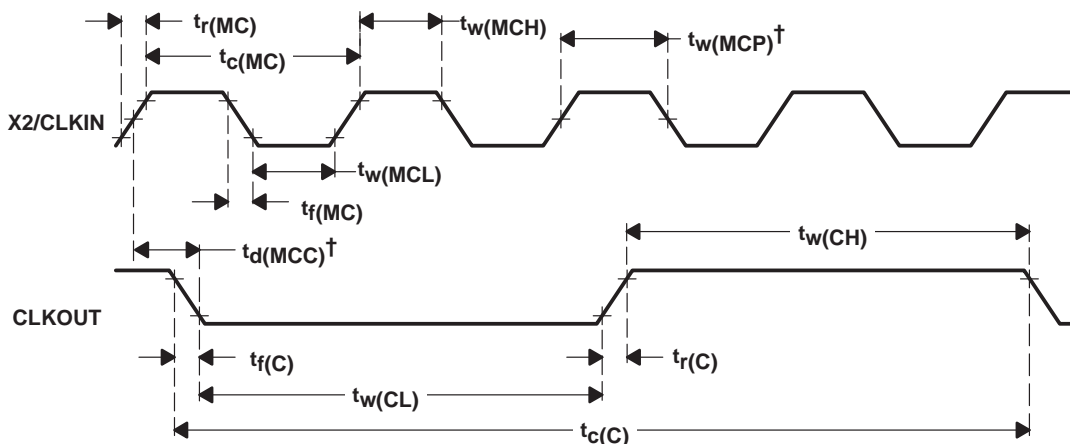 tr(MC)
tw(MCH)
tw(MCP)†
tc(MC)
X2/CLKIN
tw(MCL)
tf(MC)
td(MCC)†
tw(CH)
CLKOUT
tf(C)
tr(C)
tw(CL)
tc(C)